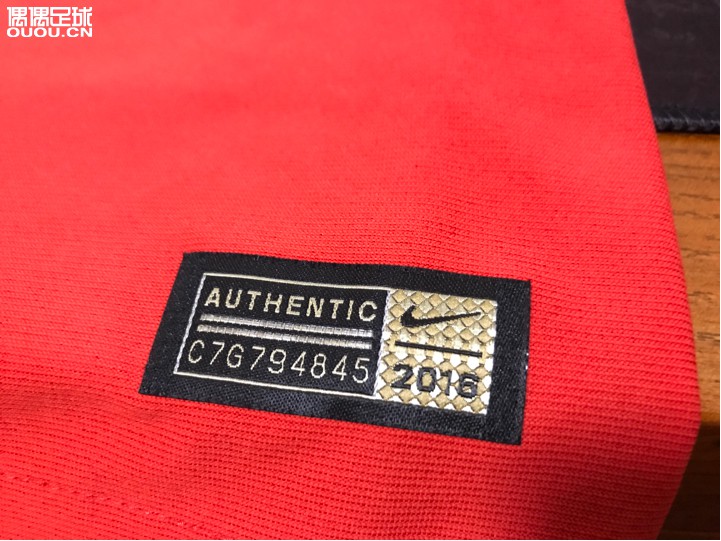 偶偶足球
OUOU.CN
AUTHENTIC
C7G794845
2016